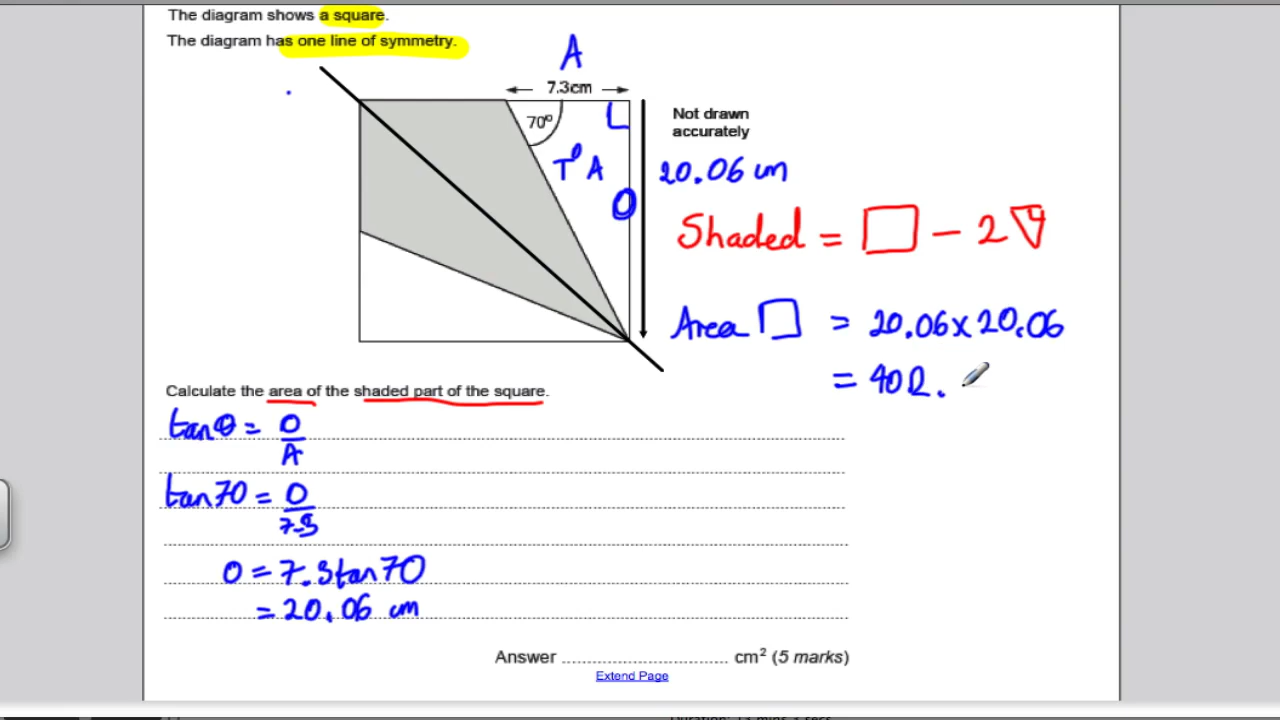 The diagram shows a square.
The diagram has one line of symmetry.
A
7.3cm
70º
T O A
O
Not drawn
accurately
20.06 cm
Shaded = □ − 2
Area □ = 20.06 x 20.06
= 402.
Calculate the area of the shaded part of the square.
tanθ = O
A
tan70 = O
7.3
O = 7.3tan70
= 20.06 cm
Answer .......................................... cm² (5 marks)
Extend Page